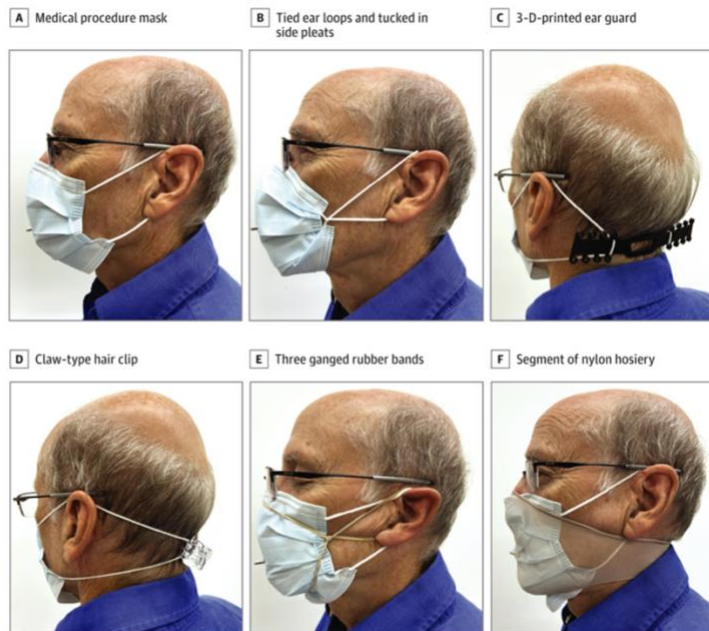 A Medical procedure mask
B Tied ear loops and tucked in
side pleats
C 3-D-printed ear guard
D Claw-type hair clip
E Three ganged rubber bands
F Segment of nylon hosiery